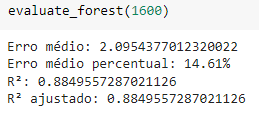 evaluate_forest(1600)
Erro médio: 2.0954377012320022
Erro médio percentual: 14.61%
R²: 0.8849557287021126
R² ajustado: 0.8849557287021126